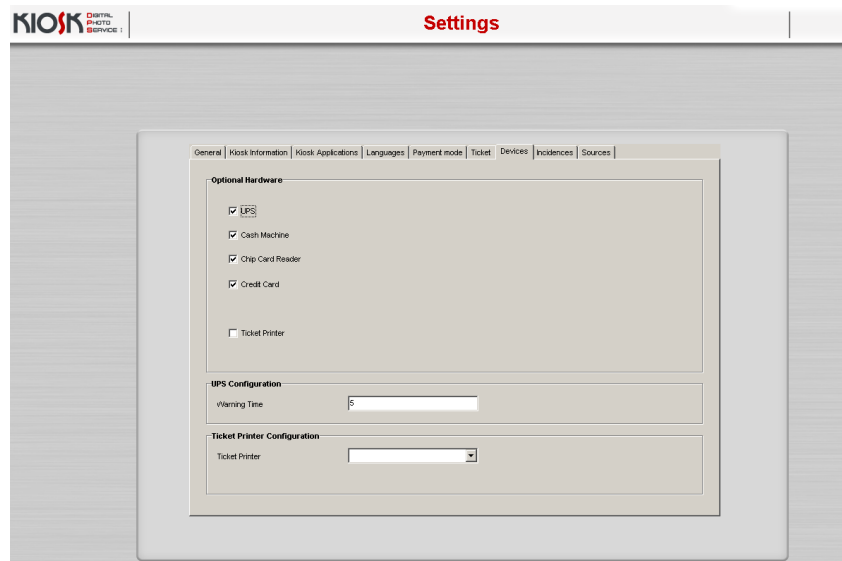 KIOSK DIGITAL PHOTO SERVICE :
Settings
General Kiosk Information Kiosk Applications Languages Payment mode Ticket Devices Incidences Sources
Optional Hardware
UPS
Cash Machine
Chip Card Reader
Credit Card
Ticket Printer
UPS Configuration
Warning Time 5
Ticket Printer Configuration
Ticket Printer